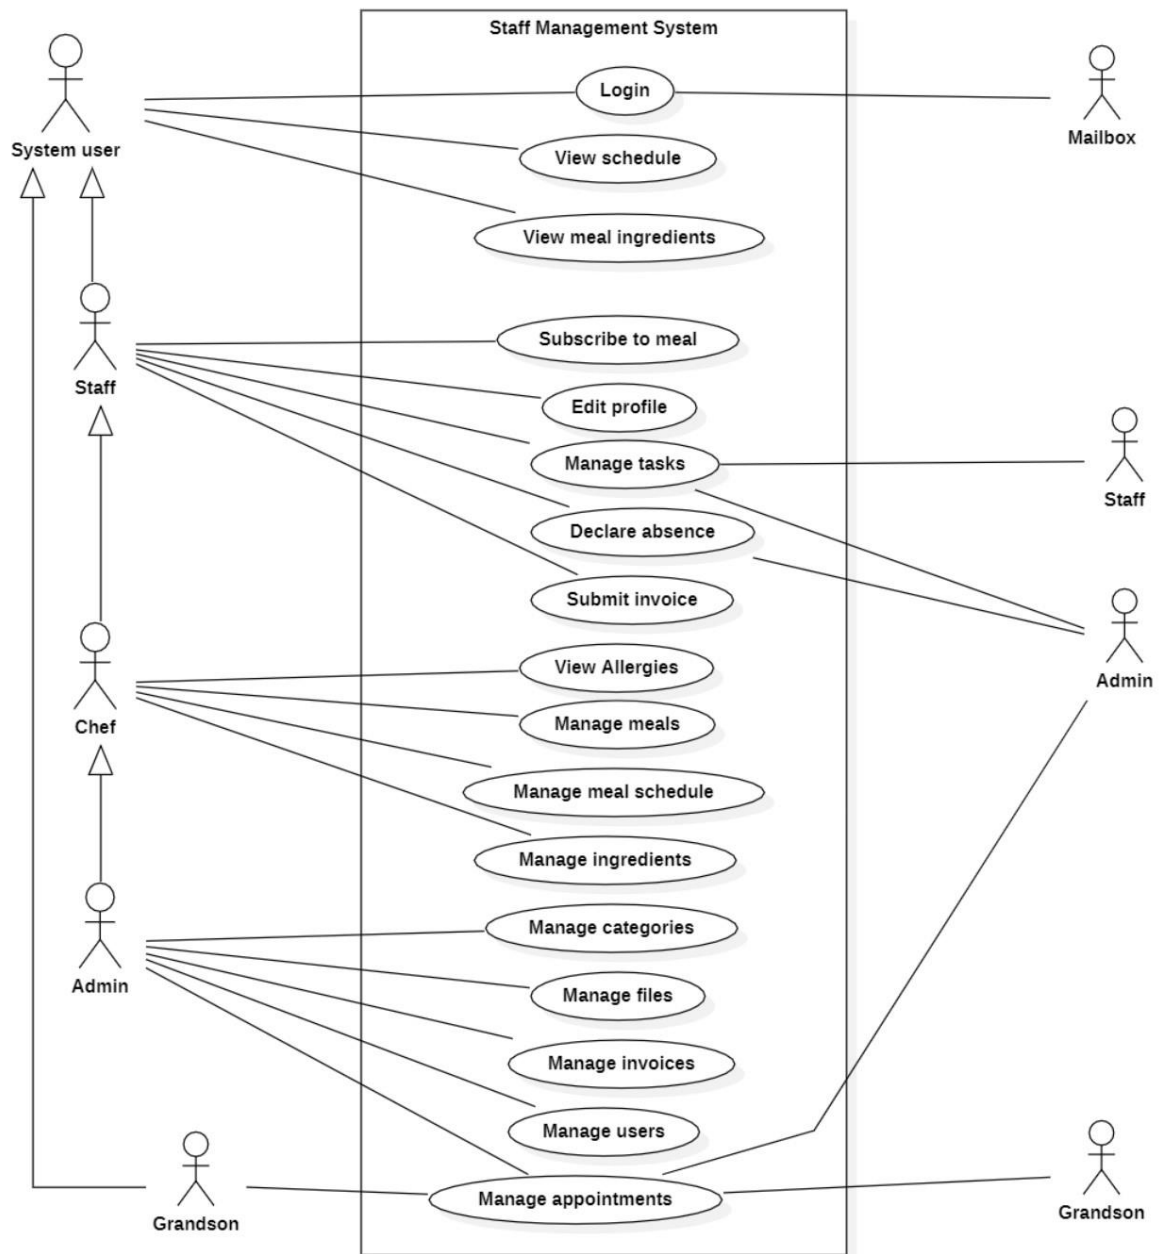 Staff Management System
Login
System user
Mailbox
View schedule
View meal ingredients
Subscribe to meal
Staff
Edit profile
Manage tasks
Staff
Declare absence
Submit invoice
View Allergies
Admin
Chef
Manage meals
Manage meal schedule
Manage ingredients
Manage categories
Admin
Manage files
Manage invoices
Manage users
Manage appointments
Grandson
Grandson